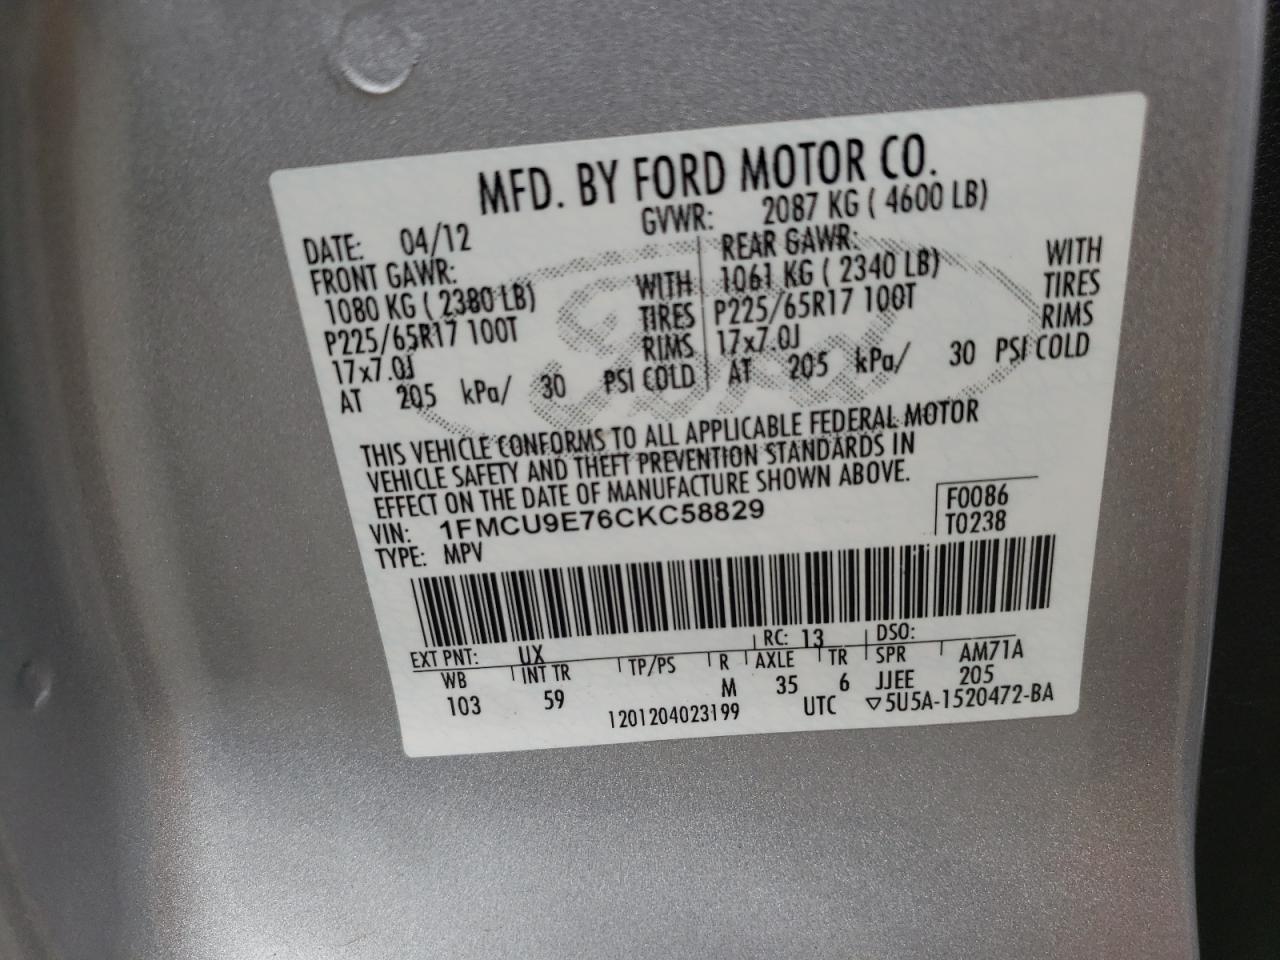 MFD. BY FORD MOTOR CO.
DATE: 04/12 GVWR: 2087 KG ( 4600 LB)
FRONT GAWR: REAR GAWR:
1080 KG ( 2380 LB) WITH 1061 KG ( 2340 LB) WITH
P225/65R17 100T TIRES P225/65R17 100T TIRES
17x7.0J RIMS 17x7.0J RIMS
AT 205 kPa/ 30 PSI COLD AT 205 kPa/ 30 PSI COLD
THIS VEHICLE CONFORMS TO ALL APPLICABLE FEDERAL MOTOR
VEHICLE SAFETY AND THEFT PREVENTION STANDARDS IN
EFFECT ON THE DATE OF MANUFACTURE SHOWN ABOVE.
VIN: 1FMCU9E76CKC58829 F0086
TYPE: MPV T0238
EXT PNT: UX RC: 13 DSO:
WB INT TR TP/PS R AXLE TR SPR AM71A
103 59 M 35 6 JJEE 205
1201204023199 UTC ▽5U5A-1520472-BA
Ford